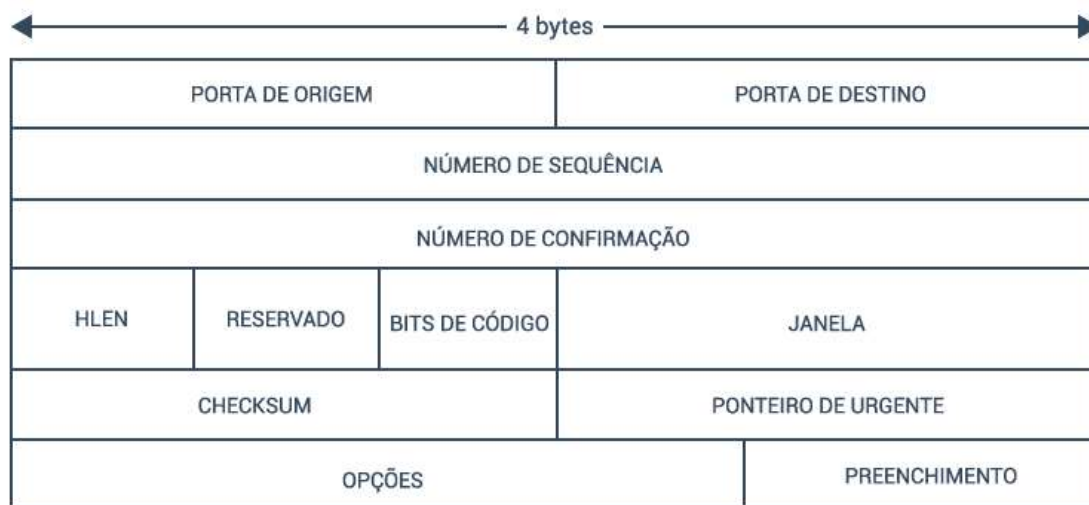 4 bytes
PORTA DE ORIGEM PORTA DE DESTINO
NÚMERO DE SEQUÊNCIA
NÚMERO DE CONFIRMAÇÃO
HLEN RESERVADO BITS DE CÓDIGO JANELA
CHECKSUM PONTEIRO DE URGENTE
OPÇÕES PREENCHIMENTO